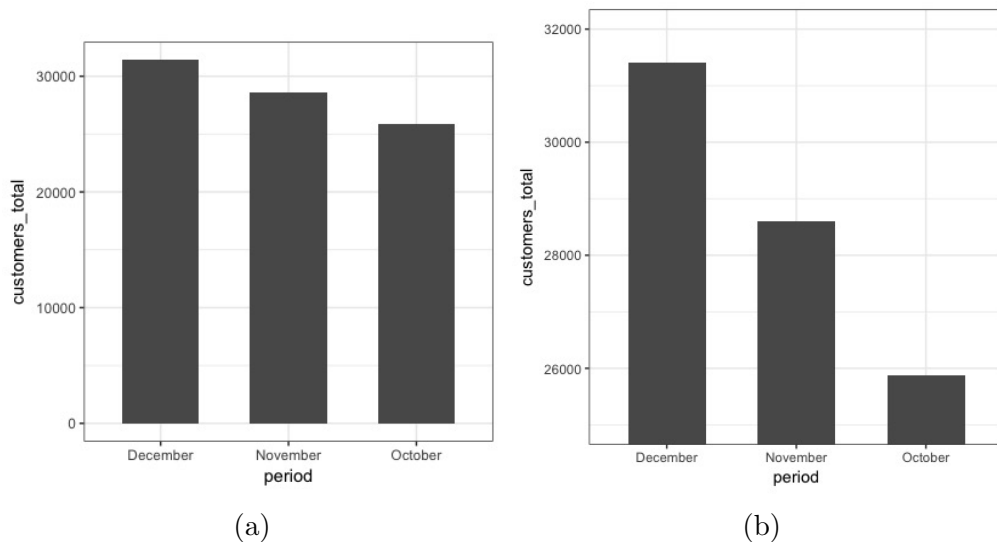 30000
20000
10000
0
customers_total
December November October
period
(a)
32000
30000
28000
26000
customers_total
December November October
period
(b)